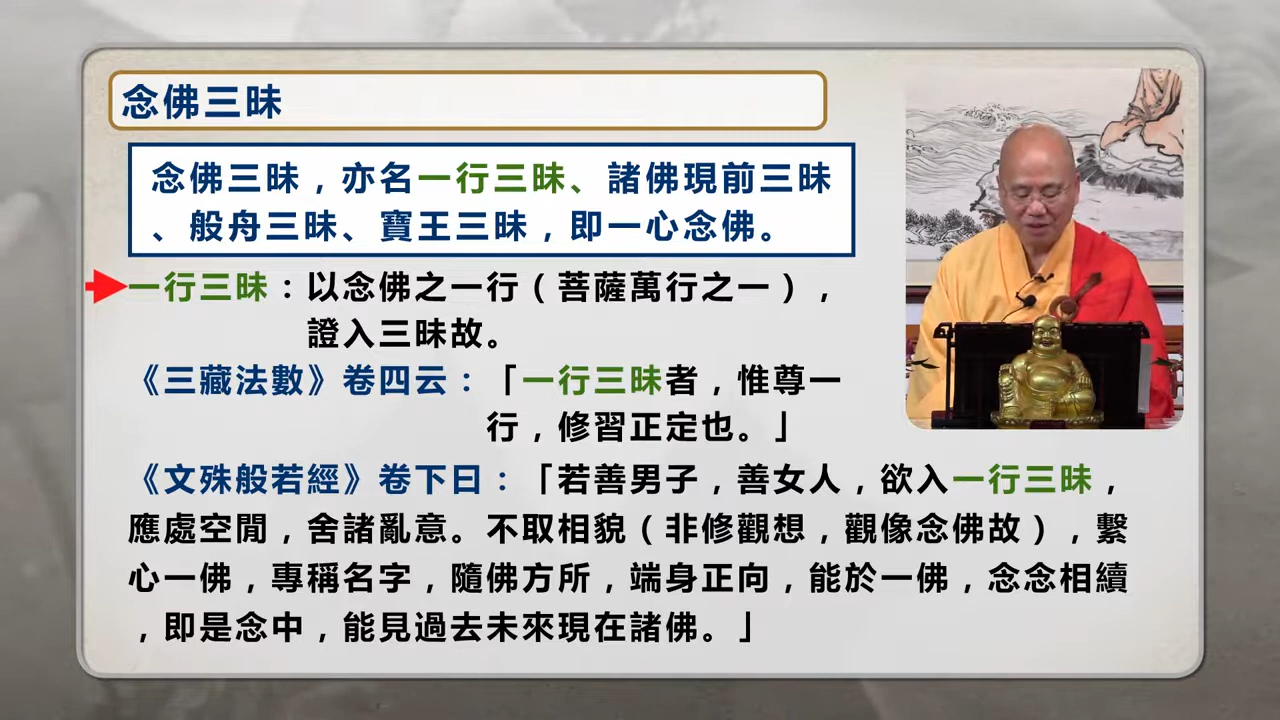 念佛三昧
念佛三昧，亦名一行三昧、諸佛現前三昧
、般舟三昧、寶王三昧，即一心念佛。
一行三昧：以念佛之一行（菩薩萬行之一），
證入三昧故。
《三藏法數》卷四云：「一行三昧者，惟尊一
行，修習正定也。」
《文殊般若經》卷下曰：「若善男子，善女人，欲入一行三昧，
應處空閒，舍諸亂意。不取相貌（非修觀想，觀像念佛故），繫
心一佛，專稱名字，隨佛方所，端身正向，能於一佛，念念相續
，即是念中，能見過去未來現在諸佛。」